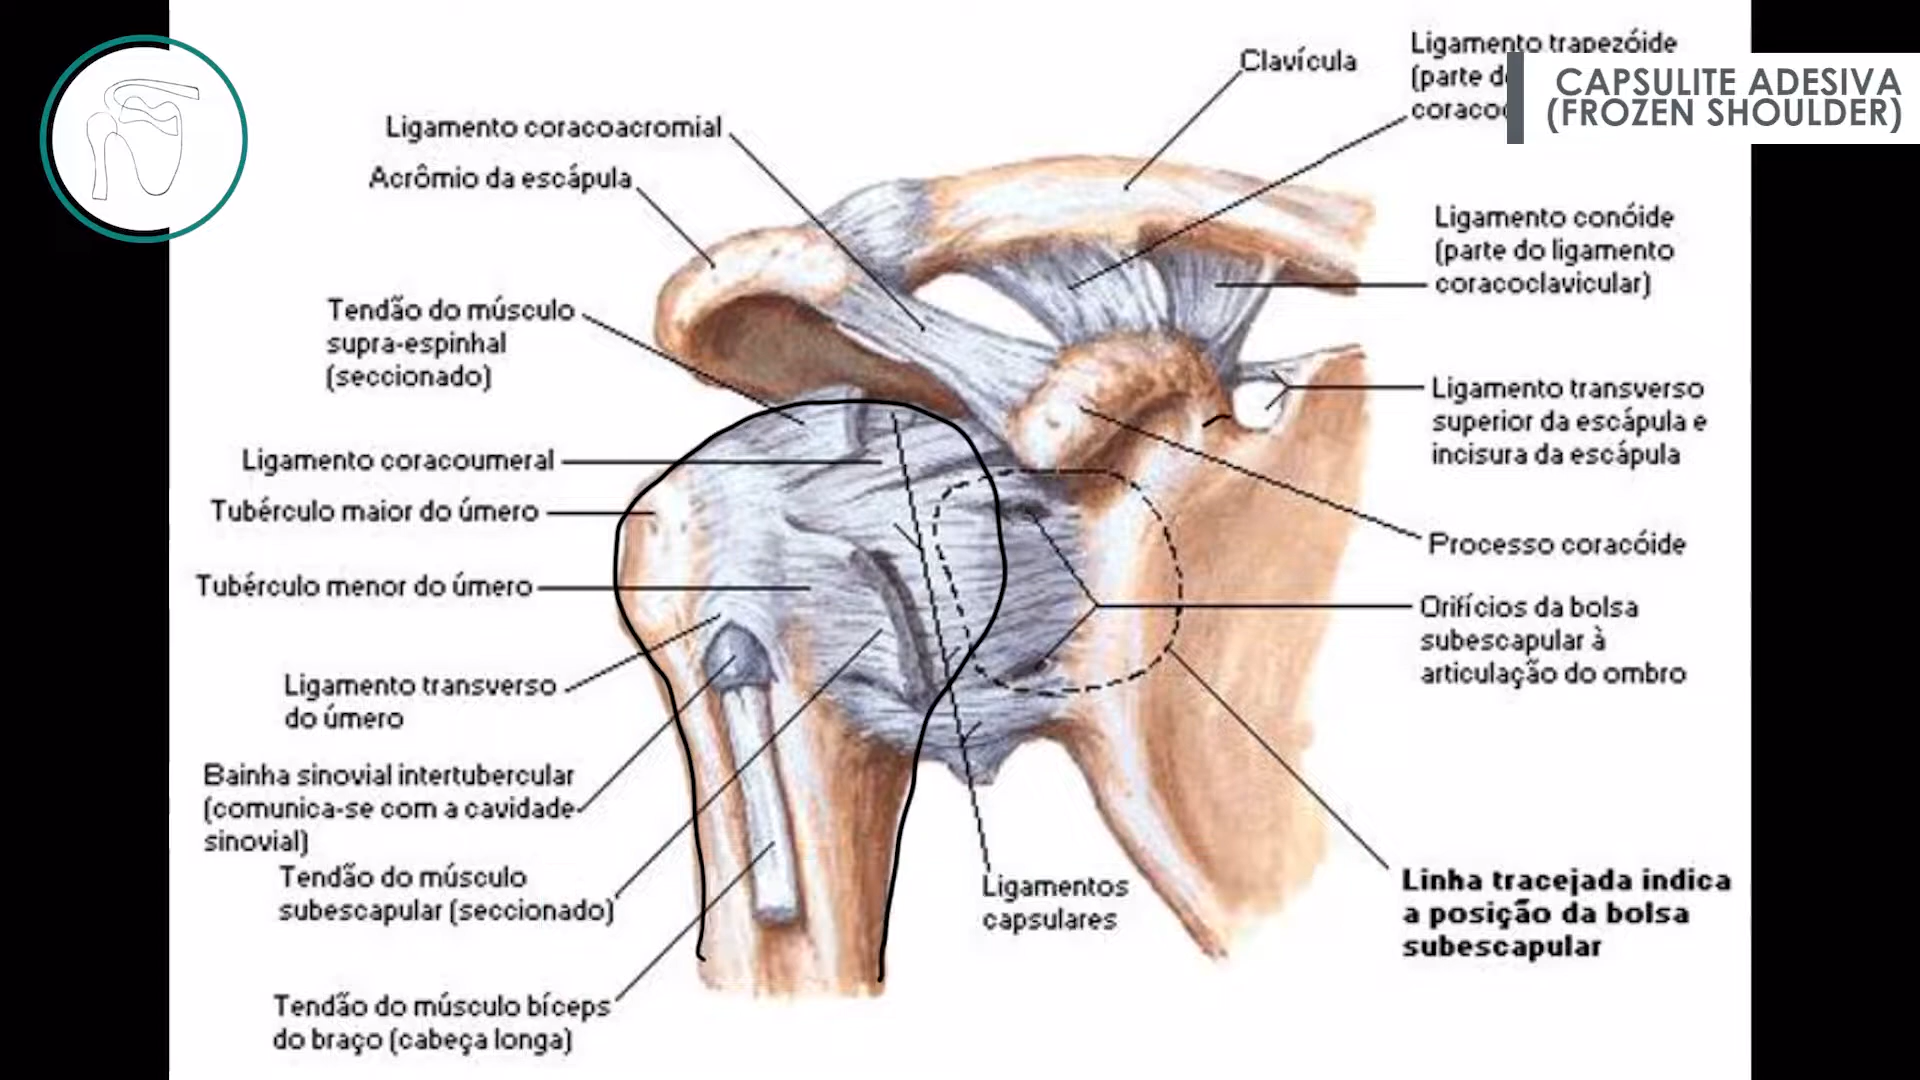 Clavícula
Ligamento trapezóide
(parte d
coracoc
CAPSULITE ADESIVA
(FROZEN SHOULDER)
Ligamento coracoacromial
Acrômio da escápula
Ligamento conóide
(parte do ligamento
coracoclavicular)
Tendão do músculo
supra-espinhal
(seccionado)
Ligamento transverso
superior da escápula e
incisura da escápula
Ligamento coracoumeral
Tubérculo maior do úmero
Processo coracóide
Tubérculo menor do úmero
Orifícios da bolsa
subescapular à
articulação do ombro
Ligamento transverso
do úmero
Bainha sinovial intertubercular
(comunica-se com a cavidade
sinovial)
Tendão do músculo
subescapular (seccionado)
Ligamentos
capsulares
Linha tracejada indica
a posição da bolsa
subescapular
Tendão do músculo bíceps
do braço (cabeça longa)